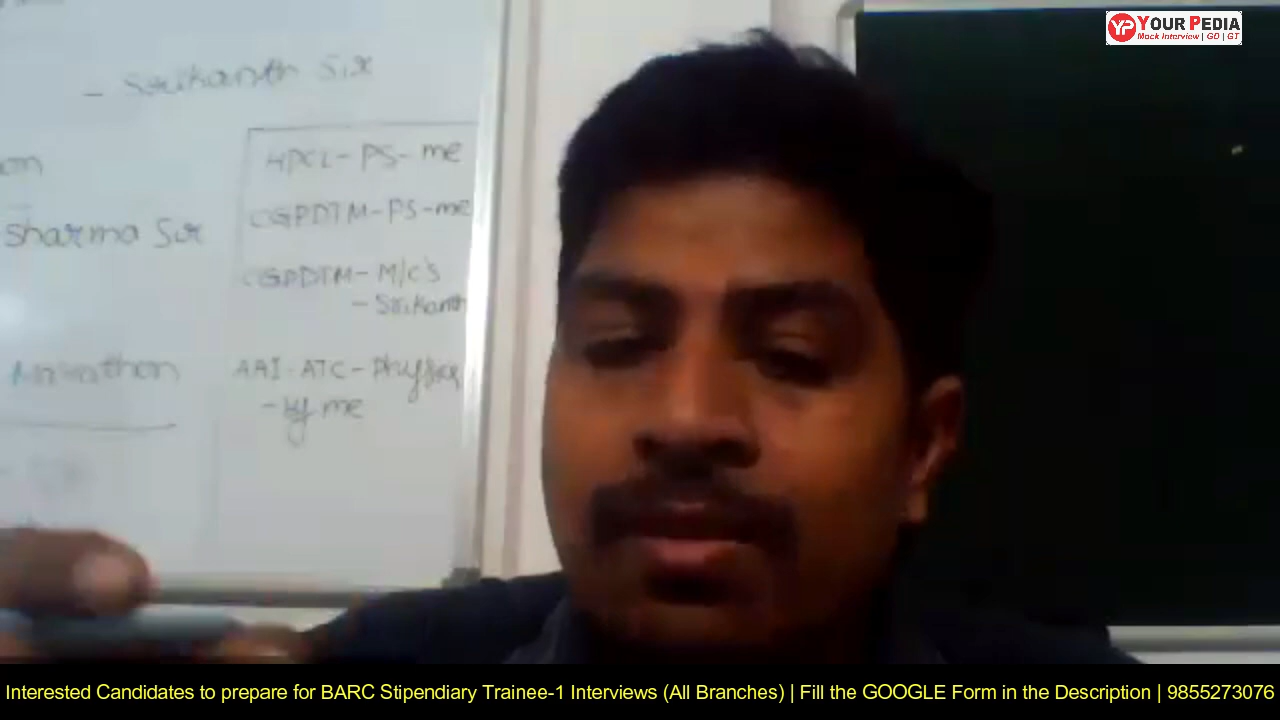 YOUR PEDIA
Mock Interview | GD | GT
- Srikanth Sir
on
Sharma Sir
Marathon
HPCL - PS - me
CGPDTM - PS - me
CGPDTM - M/C's
- Srikanth
AAI - ATC - Physics
- by me
Interested Candidates to prepare for BARC Stipendiary Trainee-1 Interviews (All Branches) | Fill the GOOGLE Form in the Description | 9855273076